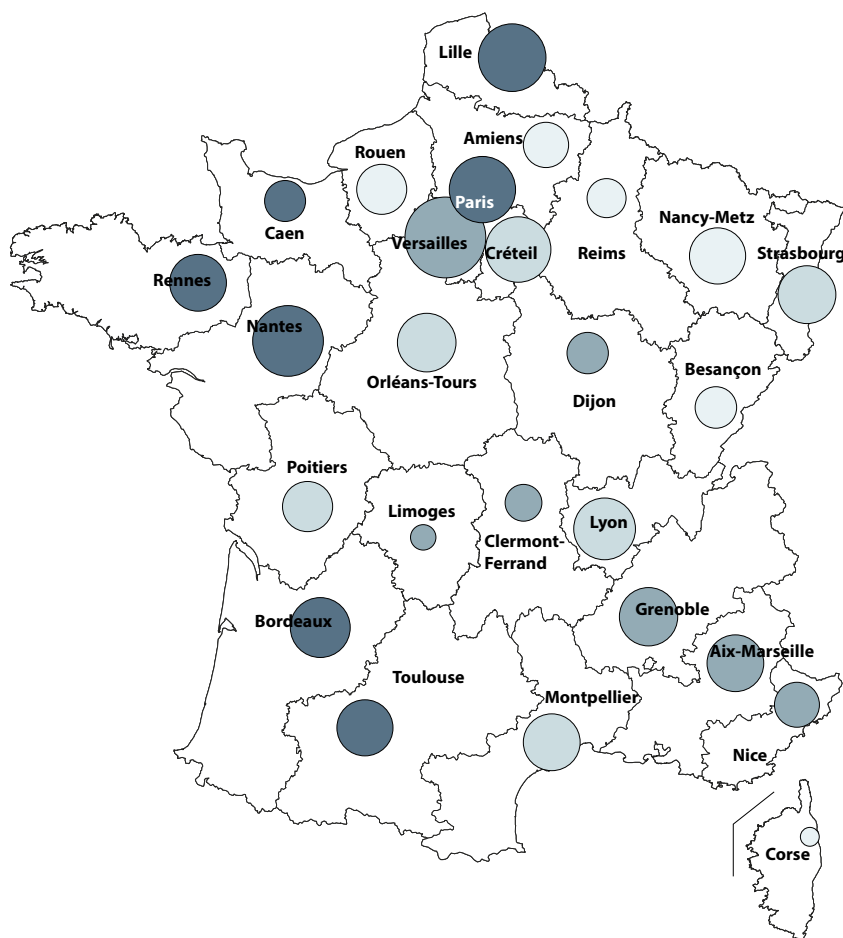 Lille
Amiens
Rouen
Paris
Caen
Versailles
Créteil
Reims
Nancy-Metz
Strasbourg
Rennes
Nantes
Orléans-Tours
Dijon
Besançon
Poitiers
Limoges
Clermont-
Ferrand
Lyon
Bordeaux
Grenoble
Aix-Marseille
Toulouse
Montpellier
Nice
Corse